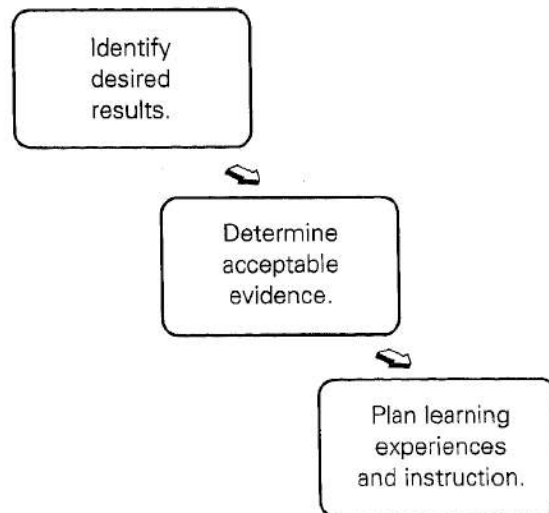 Identify
desired
results.
Determine
acceptable
evidence.
Plan learning
experiences
and instruction.